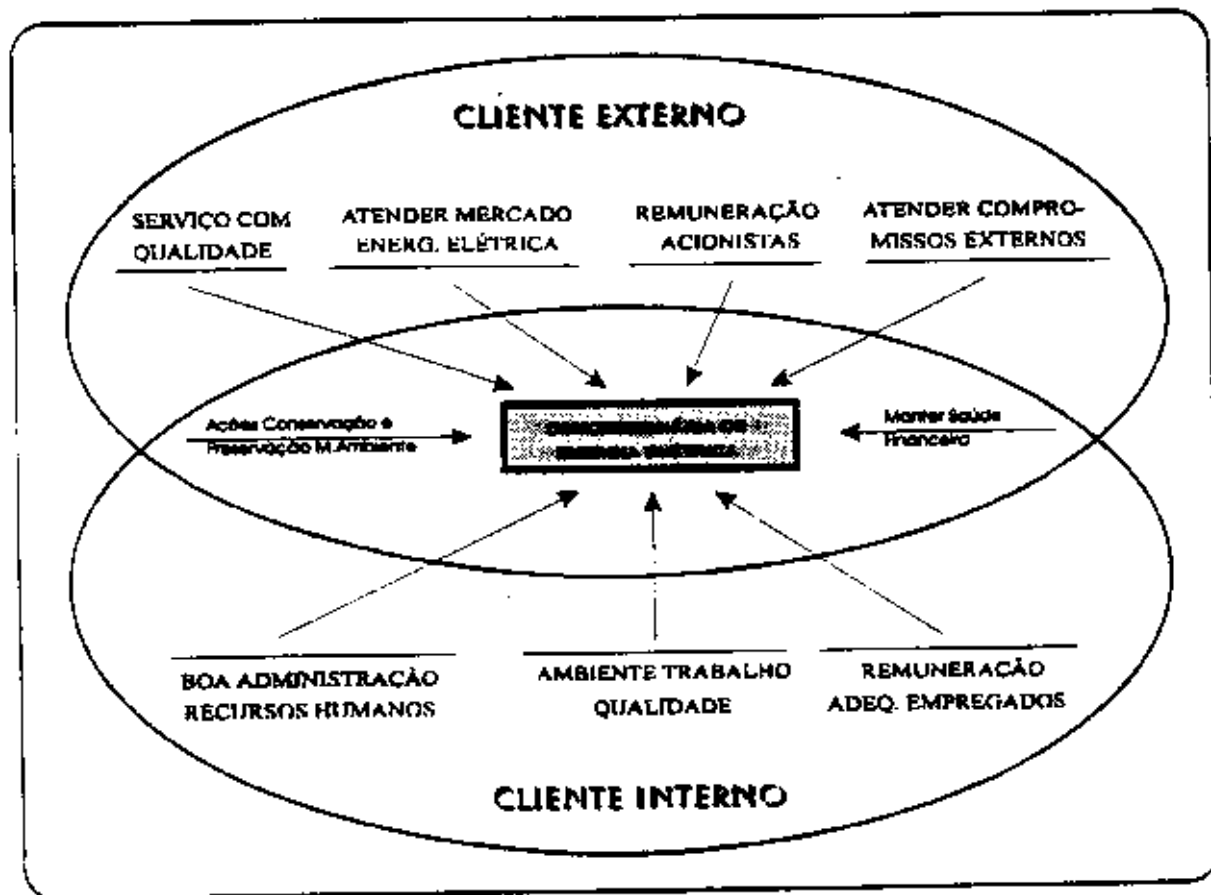 CLIENTE EXTERNO
SERVIÇO COM
QUALIDADE
ATENDER MERCADO
ENERG. ELÉTRICA
REMUNERAÇÃO
ACIONISTAS
ATENDER COMPRO-
MISSOS EXTERNOS
Ações Conservação e
Preservação M.Ambiente
Manter Saúde
Financeira
BOA ADMINISTRAÇÃO
RECURSOS HUMANOS
AMBIENTE TRABALHO
QUALIDADE
REMUNERAÇÃO
ADEQ. EMPREGADOS
CLIENTE INTERNO